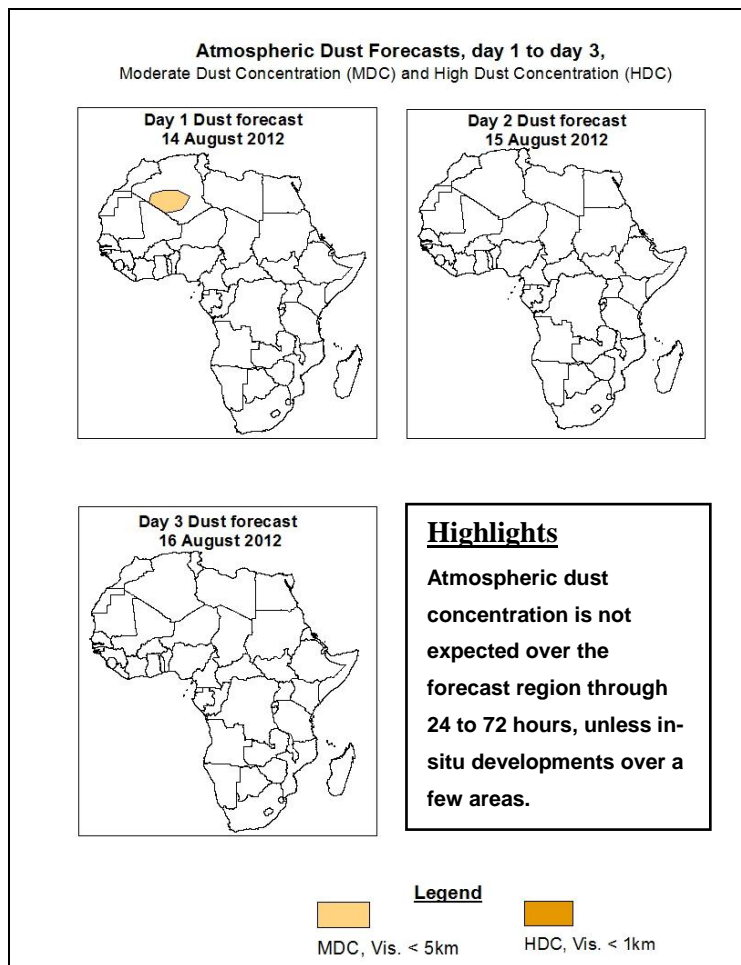 Atmospheric Dust Forecasts, day 1 to day 3,
Moderate Dust Concentration (MDC) and High Dust Concentration (HDC)
Day 1 Dust forecast
14 August 2012
Day 2 Dust forecast
15 August 2012
Day 3 Dust forecast
16 August 2012
Highlights
Atmospheric dust
concentration is not
expected over the
forecast region through
24 to 72 hours, unless in-
situ developments over a
few areas.
Legend
MDC, Vis. < 5km
HDC, Vis. < 1km